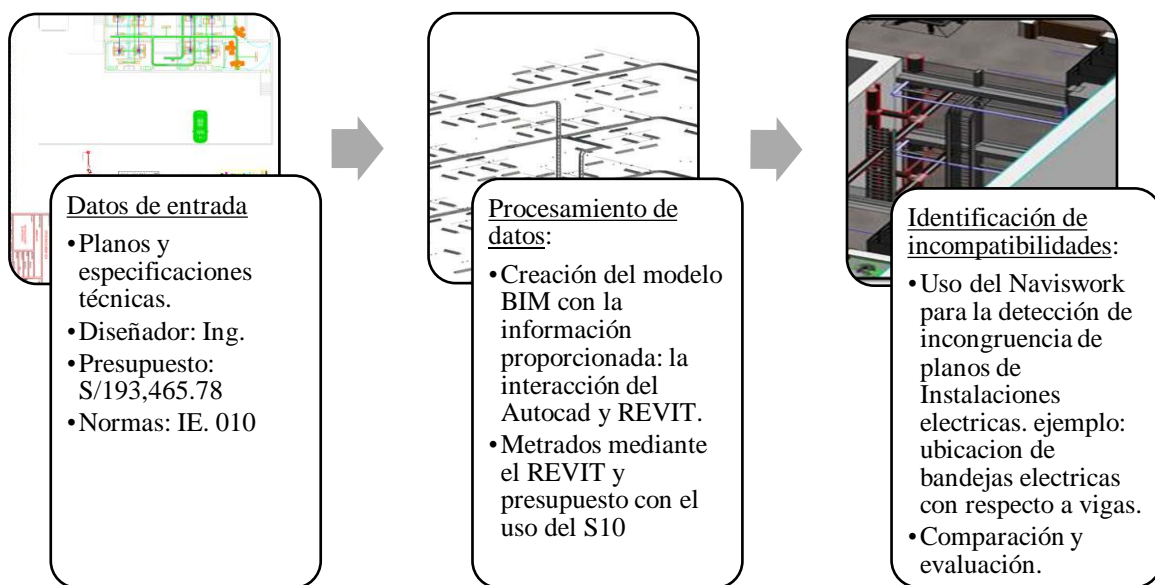 Datos de entrada
•Planos y
especificaciones
técnicas.
•Diseñador: Ing.
•Presupuesto:
S/193,465.78
•Normas: IE. 010
Procesamiento de
datos:
•Creación del modelo
BIM con la
información
proporcionada: la
interacción del
Autocad y REVIT.
•Metrados mediante
el REVIT y
presupuesto con el
uso del S10
Identificación de
incompatibilidades:
•Uso del Naviswork
para la detección de
incongruencia de
planos de
Instalaciones
electricas. ejemplo:
ubicacion de
bandejas electricas
con respecto a vigas.
•Comparación y
evaluación.